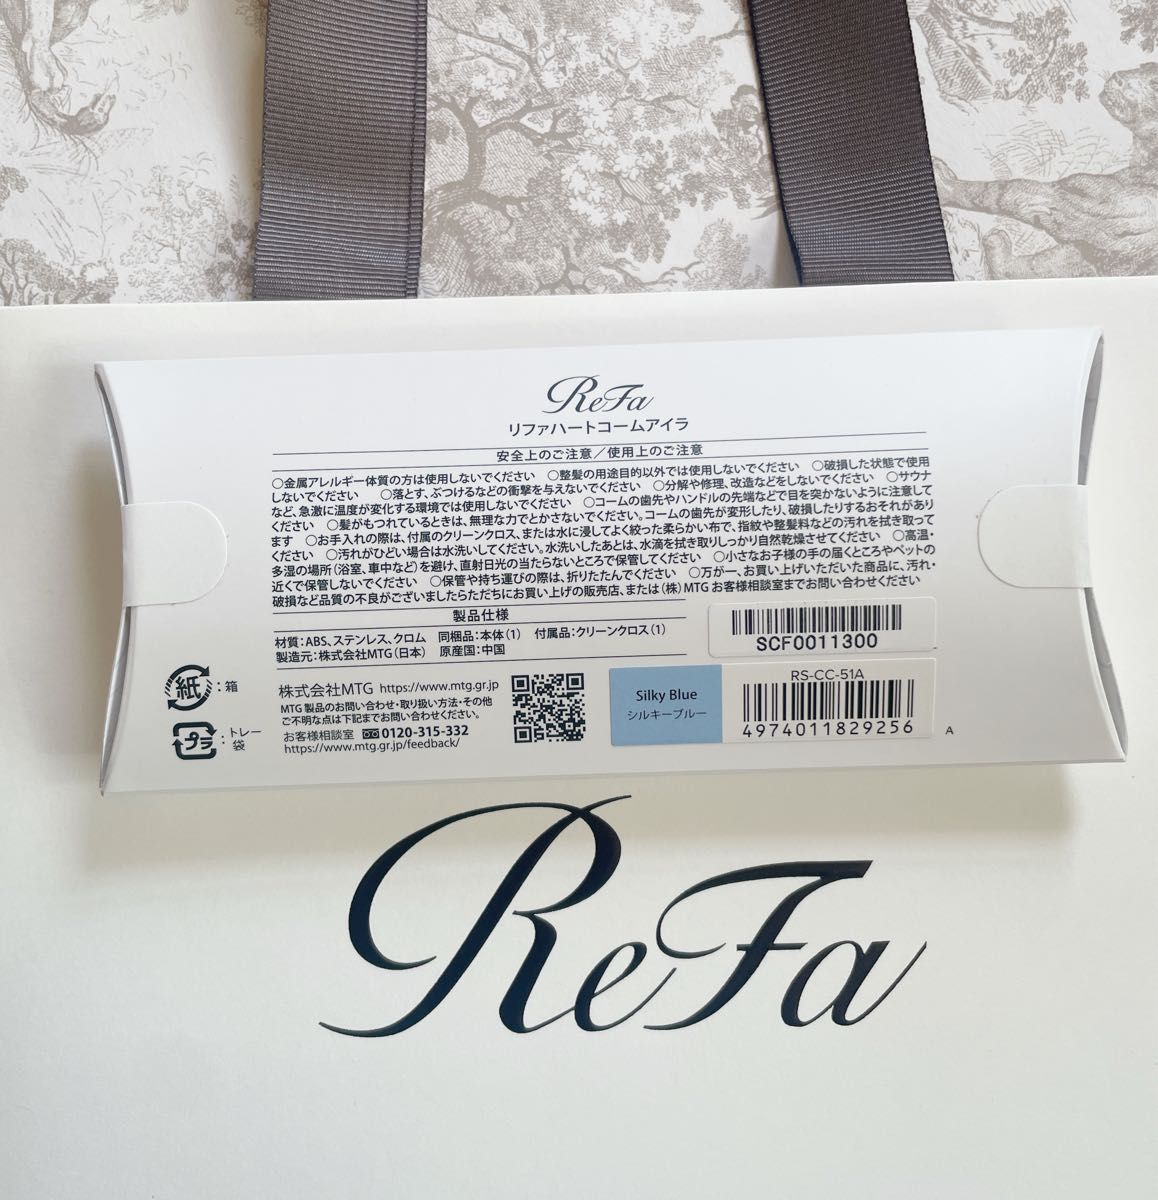 ReFa
リファハートコームアイラ
安全上のご注意／使用上のご注意
○金属アレルギー体質の方は使用しないでください　○整髪の用途目的以外では使用しないでください　○破損した状態で使用
しないでください　○落とす、ぶつけるなどの衝撃を与えないでください　○分解や修理、改造などをしないでください　○サウナ
など、急激に温度が変化する環境では使用しないでください　○コームの歯先やハンドルの先端などで目を突かないように注意して
ください　○髪がもつれているときは、無理な力でとかさないでください。コームの歯先が変形したり、破損したりするおそれがあり
ます　○お手入れの際は、付属のクリーンクロス、または水に浸してよく絞った柔らかい布で、指紋や整髪料などの汚れを拭き取って
ください　○汚れがひどい場合は水洗いしてください。水洗いしたあとは、水滴を拭き取りしっかり自然乾燥させてください　○高温・
多湿の場所（浴室、車中など）を避け、直射日光の当たらないところで保管してください　○小さなお子様の手の届くところやペットの
近くで保管しないでください　○保管や持ち運びの際は、折りたたんでください　○万が一、お買い上げいただいた商品に、汚れ・
破損など品質の不良がございましたらただちにお買い上げの販売店、または（株）MTG お客様相談室までお問い合わせください
製品仕様
材質：ABS、ステンレス、クロム　同梱品：本体（1）　付属品：クリーンクロス（1）
製造元：株式会社MTG（日本）　原産国：中国
SCF0011300
紙：箱
プラ：トレー
袋
株式会社MTG https://www.mtg.gr.jp
MTG 製品のお問い合わせ・取り扱い方法・その他
ご不明な点は下記までお問い合わせください。
お客様相談室 0120-315-332
https://www.mtg.gr.jp/feedback/
Silky Blue
シルキーブルー
RS-CC-51A
4974011829256
A
ReFa